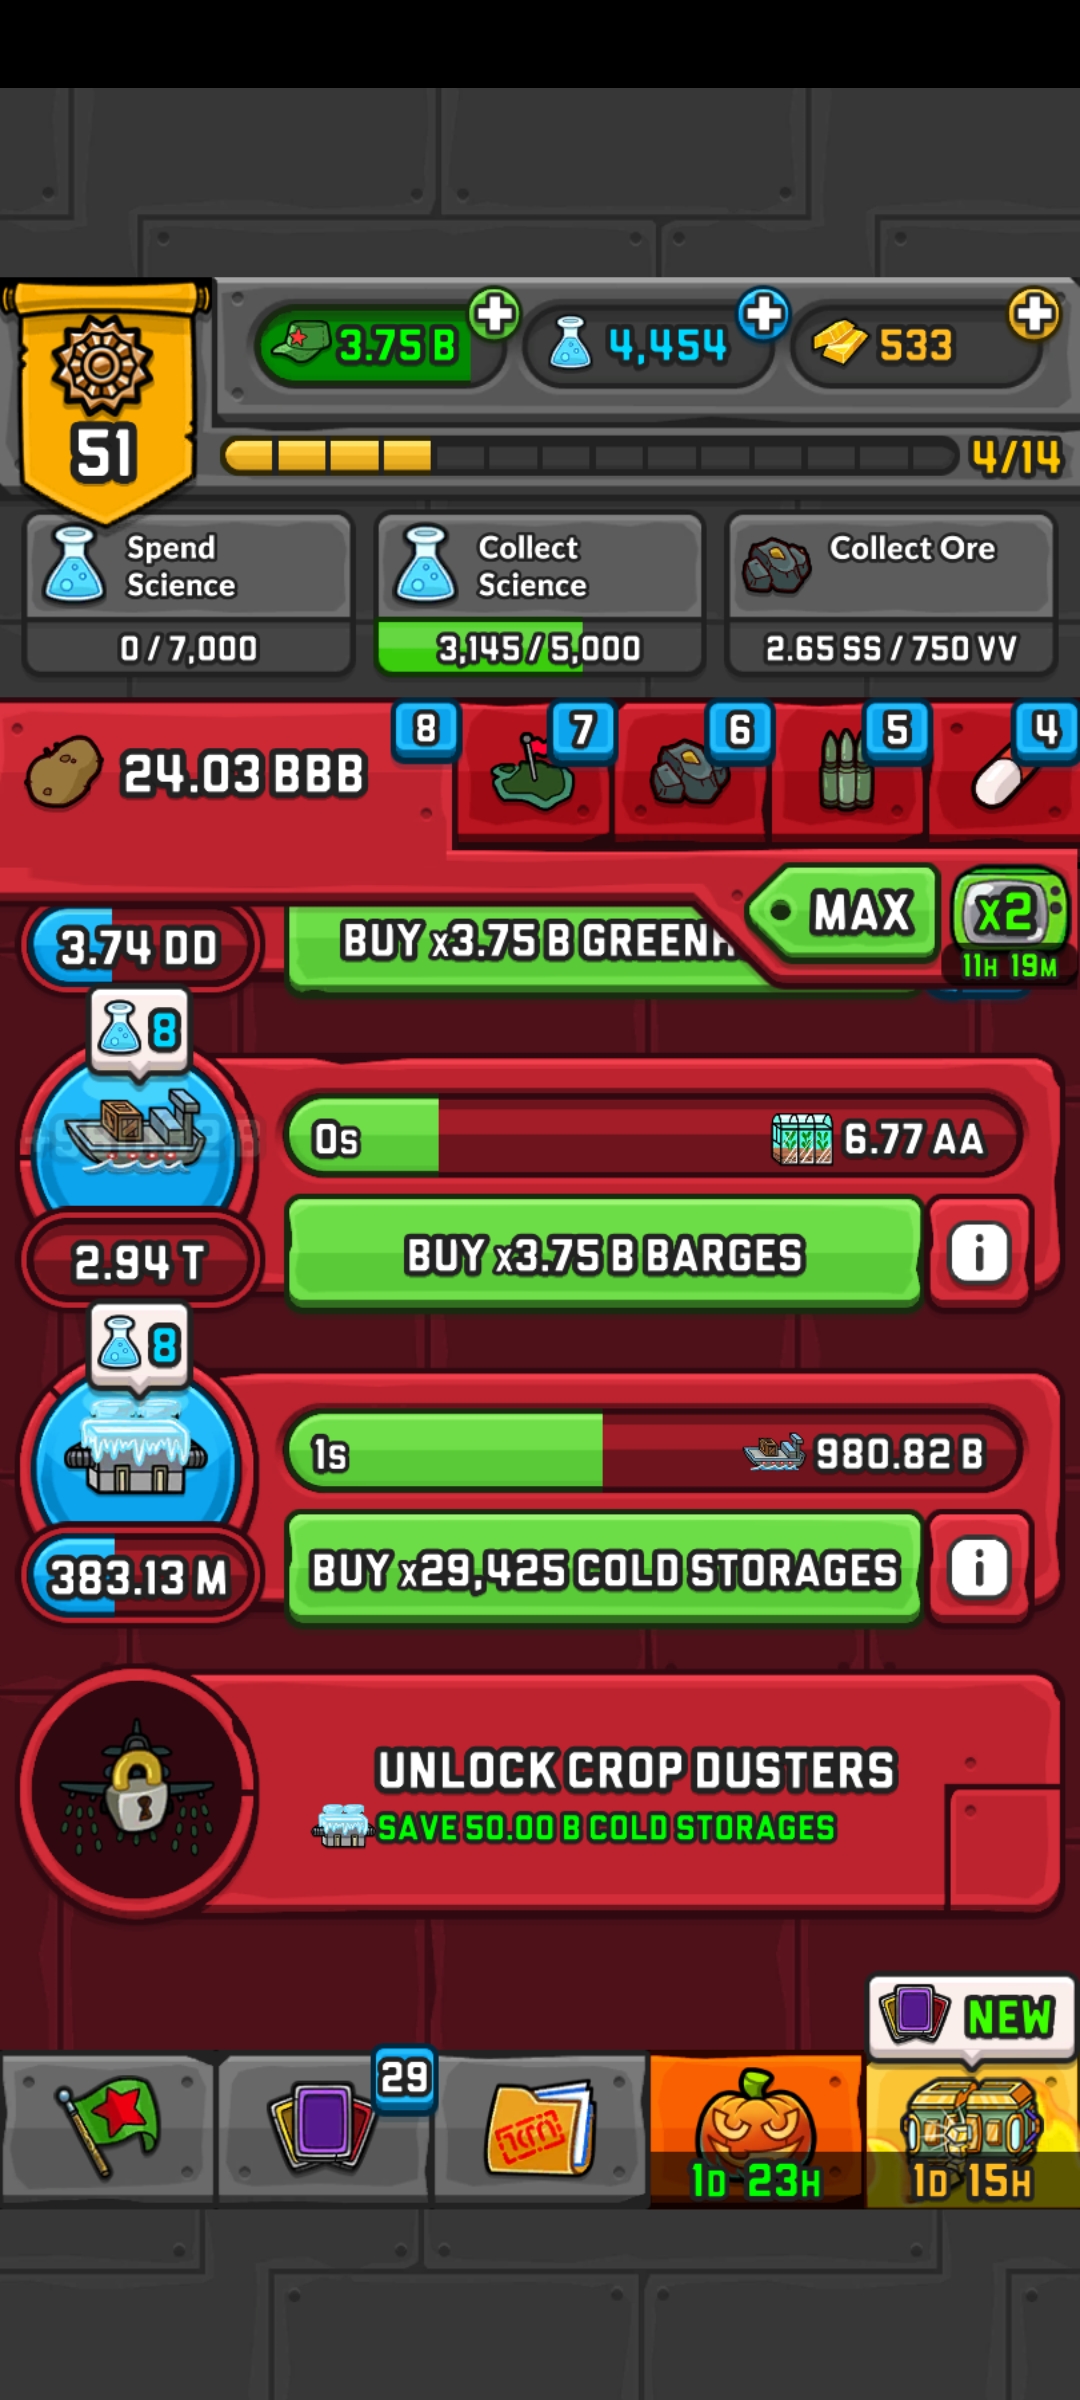 3.75 B
4,454
533
51
4/14
Spend
Science
0 / 7,000
Collect
Science
3,145 / 5,000
Collect Ore
2.65 SS / 750 VV
24.03 BBB
8
7
6
5
4
MAX
x2
11H 19M
3.74 DD
BUY x3.75 B GREENH
8
0s
6.77 AA
2.94 T
BUY x3.75 B BARGES
i
8
1s
980.82 B
383.13 M
BUY x29,425 COLD STORAGES
i
UNLOCK CROP DUSTERS
SAVE 50.00 B COLD STORAGES
NEW
29
1D 23H
1D 15H